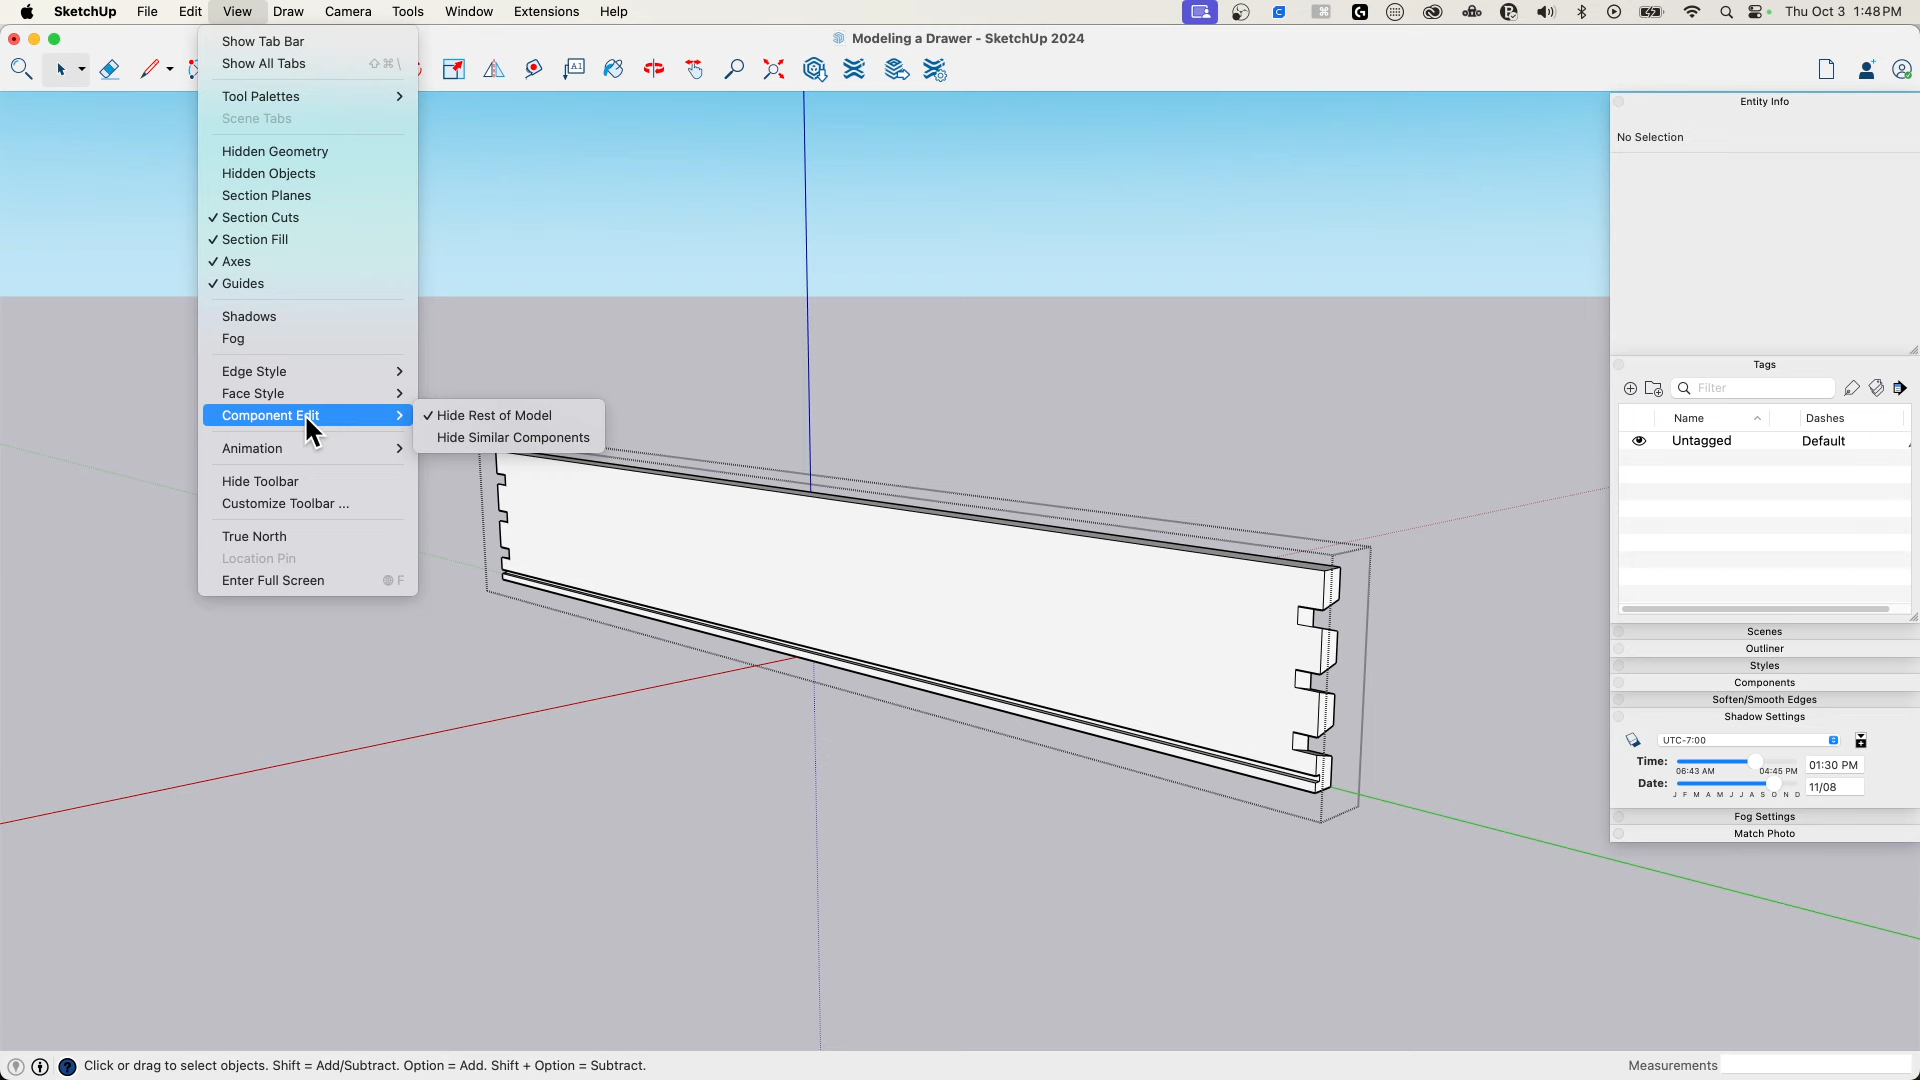 SketchUp File Edit View Draw Camera Tools Window Extensions Help Thu Oct 3 1:48 PM
Modeling a Drawer - SketchUp 2024
A1
Show Tab Bar
Show All Tabs ⇧⌘\
Tool Palettes
Scene Tabs
Hidden Geometry
Hidden Objects
Section Planes
✓ Section Cuts
✓ Section Fill
✓ Axes
✓ Guides
Shadows
Fog
Edge Style
Face Style
Component Edit
Animation
Hide Toolbar
Customize Toolbar ...
True North
Location Pin
Enter Full Screen F
✓ Hide Rest of Model
Hide Similar Components
Entity Info
No Selection
Tags
Filter
Name Dashes
Untagged Default
Scenes
Outliner
Styles
Components
Soften/Smooth Edges
Shadow Settings
UTC-7:00
Time: 01:30 PM
06:43 AM 04:45 PM
Date: 11/08
J F M A M J J A S O N D
Fog Settings
Match Photo
Click or drag to select objects. Shift = Add/Subtract. Option = Add. Shift + Option = Subtract.
Measurements